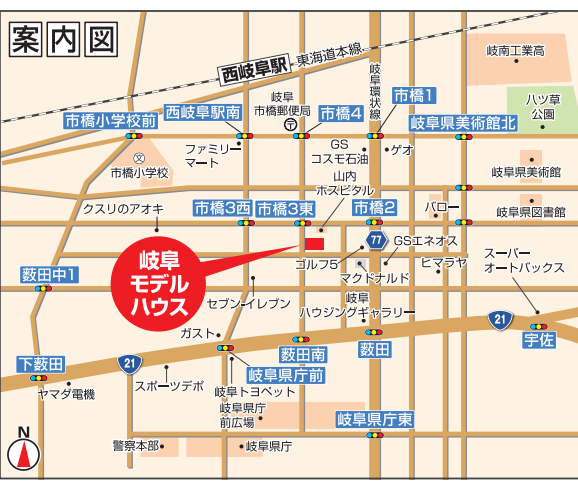 案内図
西岐阜駅
東海道本線
岐阜環状線
岐南工業高
八ツ草
公園
市橋小学校前
西岐阜駅南
岐阜
市橋郵便局
市橋4
市橋1
岐阜県美術館北
文
市橋小学校
ファミリー
マート
GS
コスモ石油
ゲオ
山内
ホスピタル
岐阜県美術館
岐阜県図書館
クスリのアオキ
市橋3西
市橋3東
市橋2
バロー
77
GSエネオス
ゴルフ5
マクドナルド
ヒマラヤ
スーパー
オートバックス
薮田中1
岐阜
モデル
ハウス
セブン-イレブン
岐阜
ハウジングギャラリー
21
宇佐
ガスト
薮田南
薮田
下薮田
21
岐阜県庁前
スポーツデポ
岐阜トヨペット
ヤマダ電機
岐阜県庁
前広場
岐阜県庁東
N
警察本部
岐阜県庁